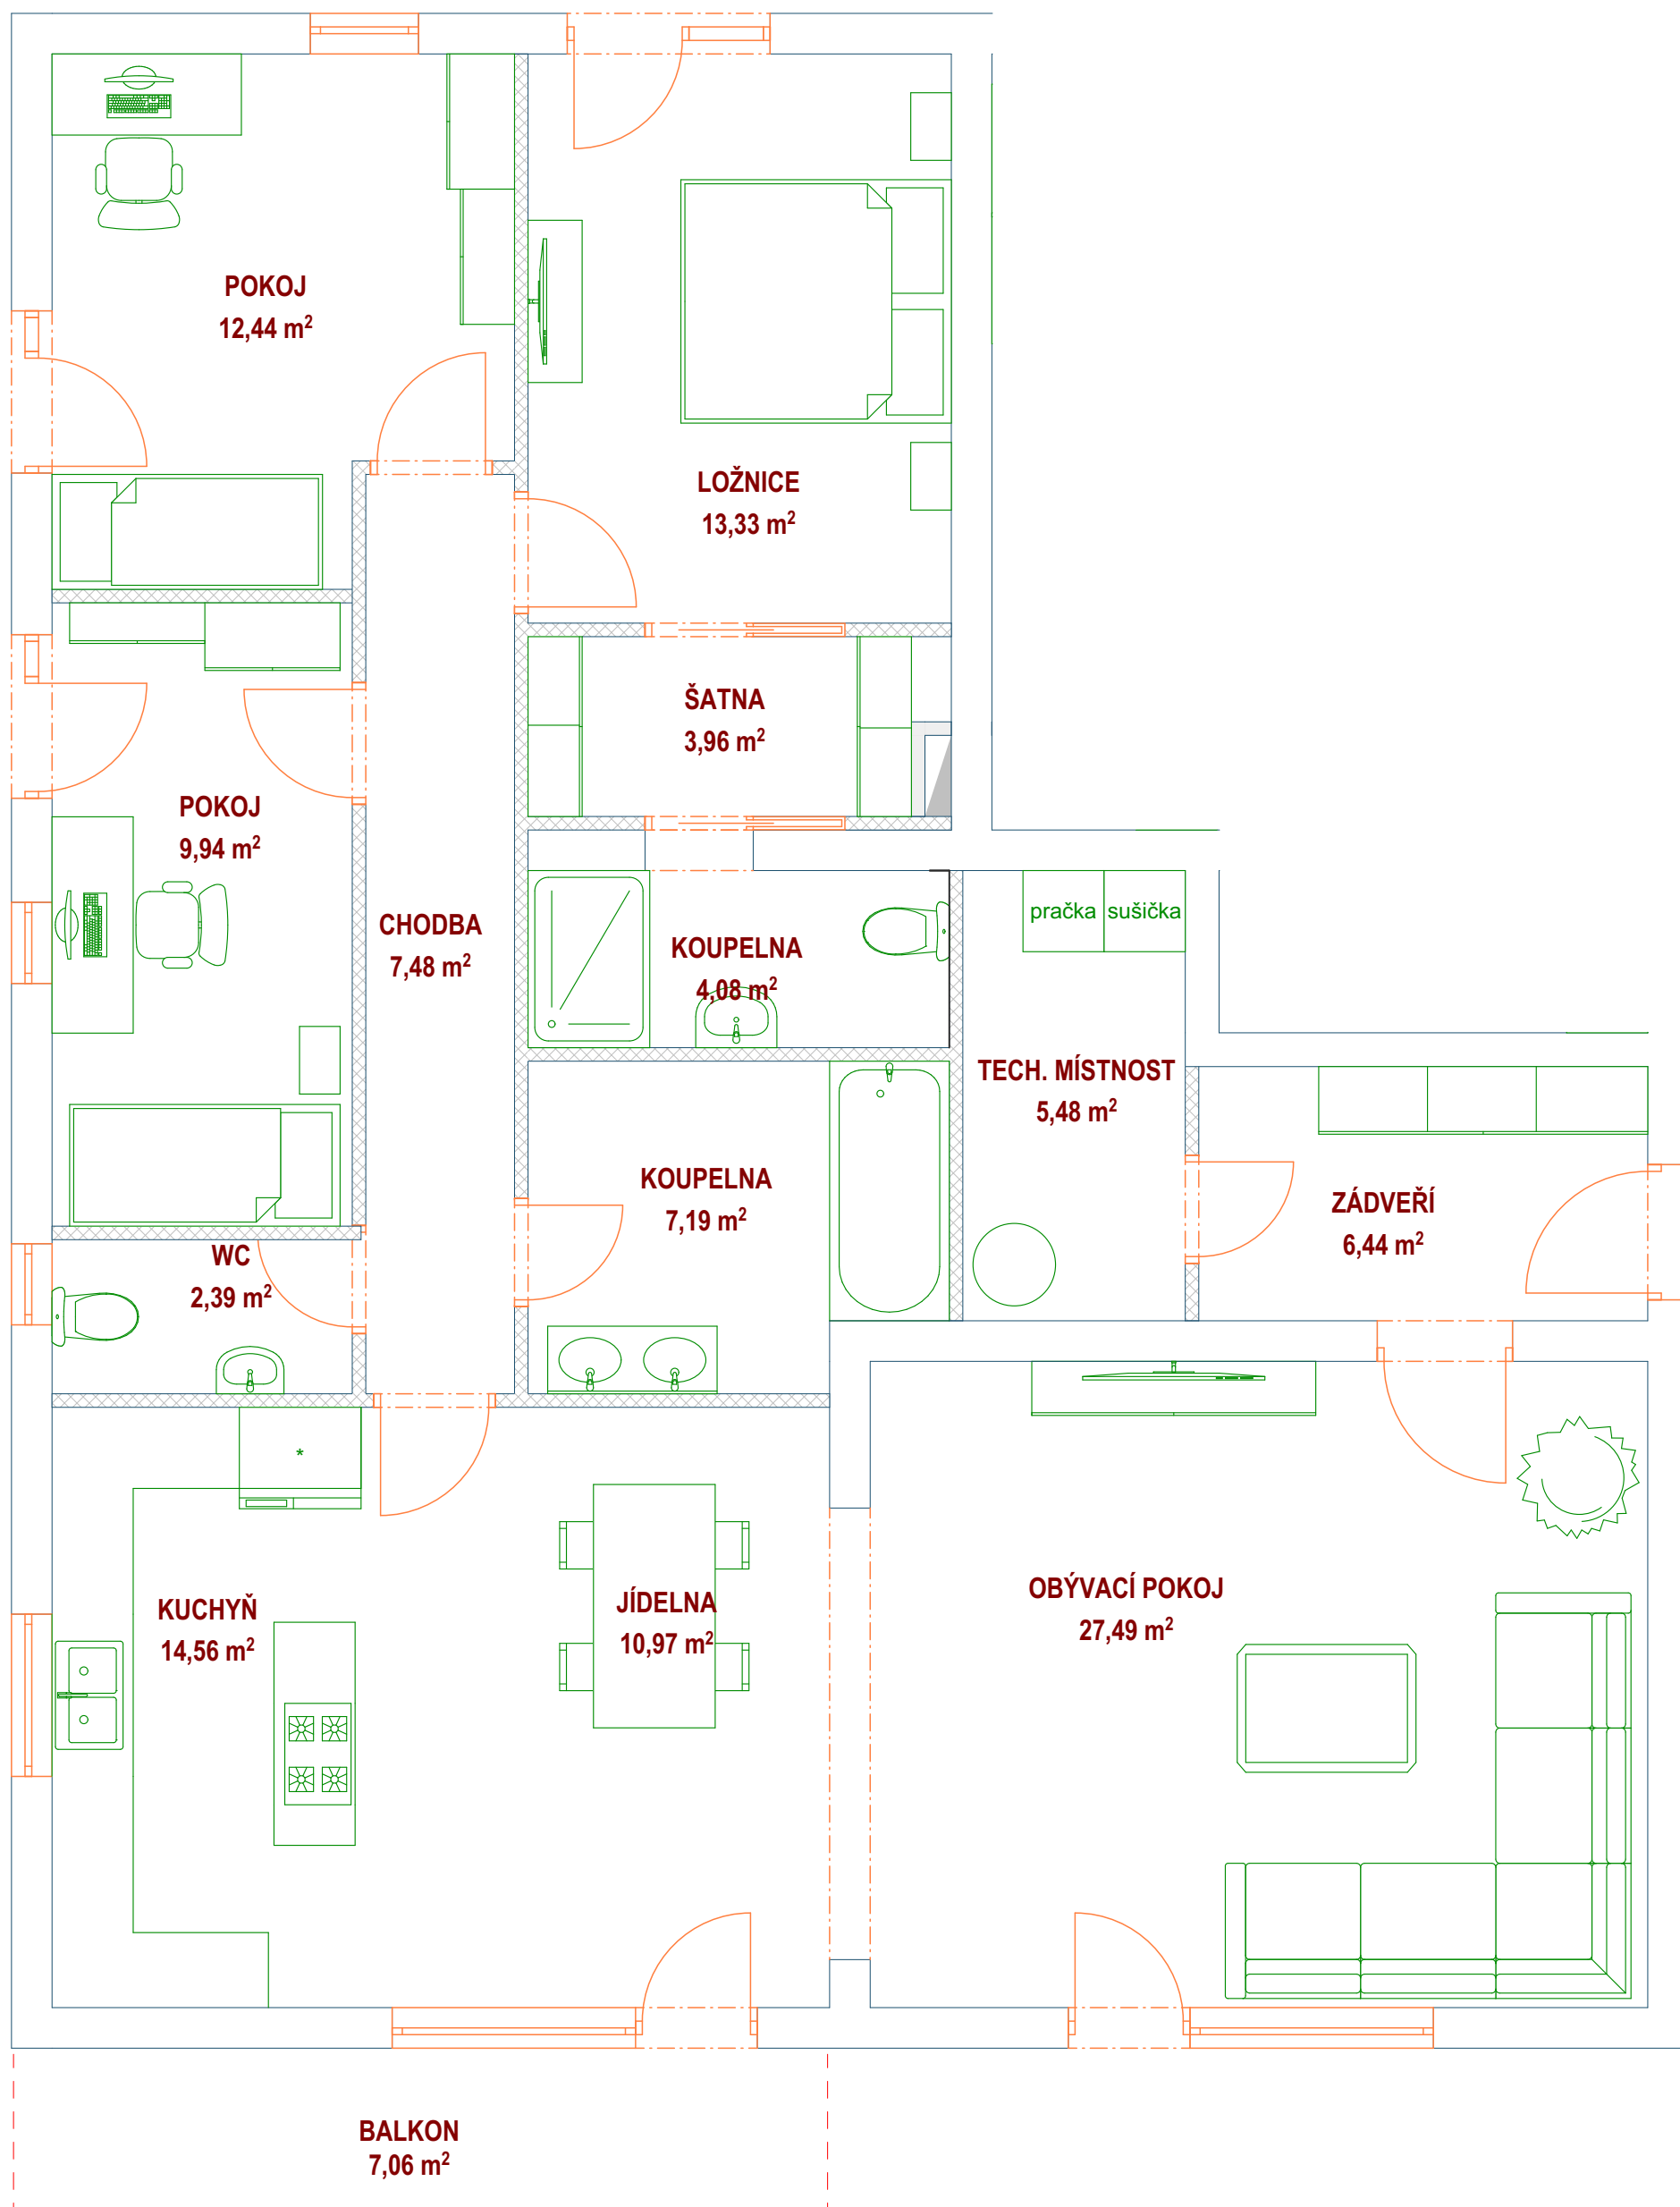 POKOJ
12,44 m²
LOŽNICE
13,33 m²
ŠATNA
3,96 m²
POKOJ
9,94 m²
CHODBA
7,48 m²
KOUPELNA
4,08 m²
pračka sušička
TECH. MÍSTNOST
5,48 m²
KOUPELNA
7,19 m²
ZÁDVEŘÍ
6,44 m²
WC
2,39 m²
*
KUCHYŇ
14,56 m²
JÍDELNA
10,97 m²
OBÝVACÍ POKOJ
27,49 m²
BALKON
7,06 m²